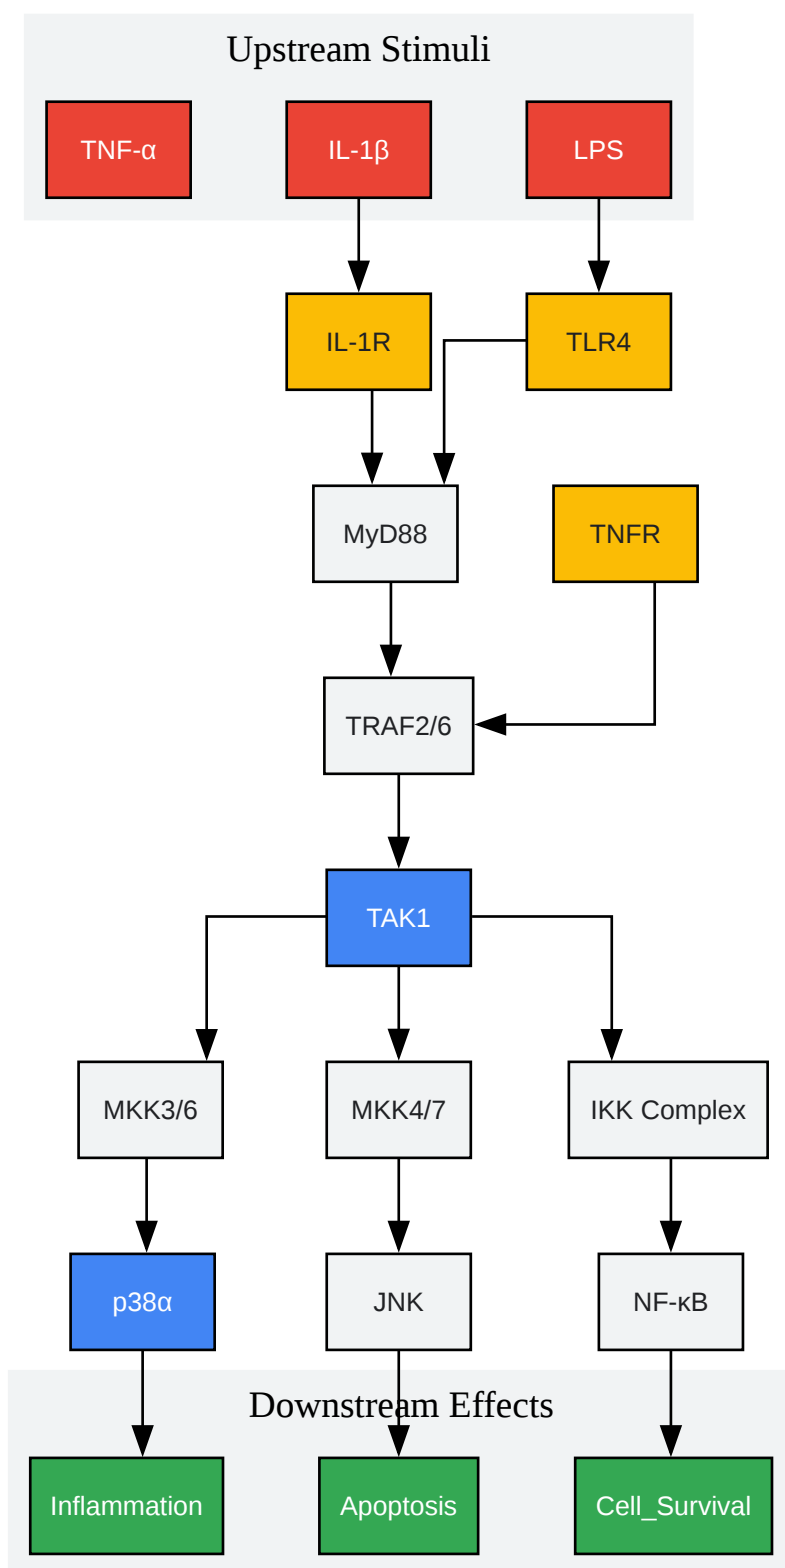 Upstream Stimuli
TNF-α
IL-1β
LPS
IL-1R
TLR4
MyD88
TNFR
TRAF2/6
TAK1
MKK3/6
MKK4/7
IKK Complex
p38α
JNK
NF-κB
Downstream Effects
Inflammation
Apoptosis
Cell_Survival